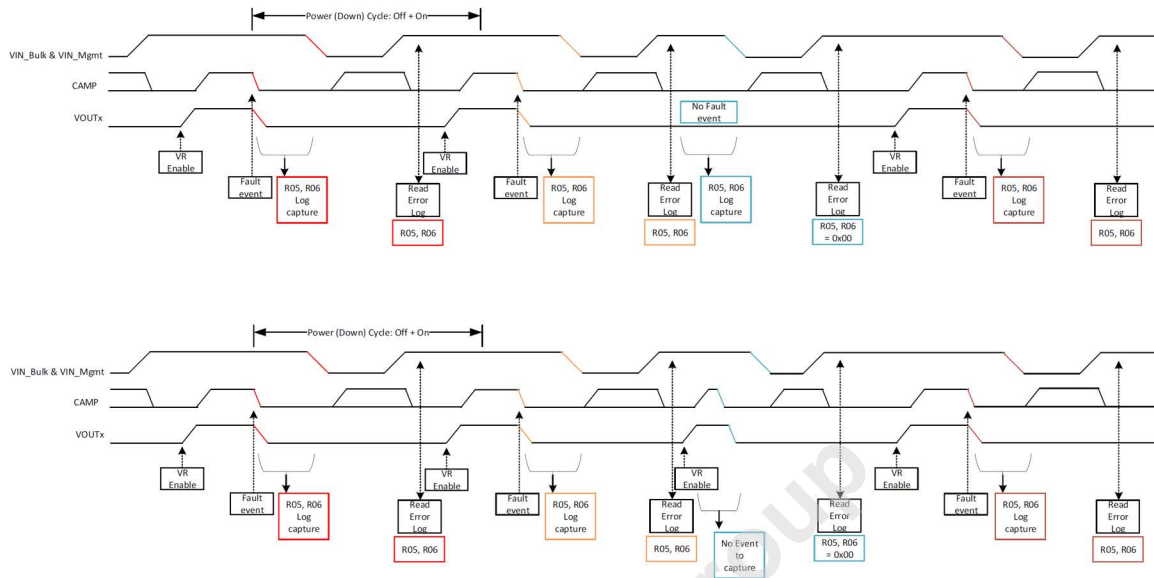 Power (Down) Cycle: Off + On
VIN_Bulk & VIN_Mgmt
CAMP
VOUTx
No Fault
event
VR
Enable
Fault
event
R05, R06
Log
capture
Read
Error
Log
R05, R06
VR
Enable
Fault
event
R05, R06
Log
capture
Read
Error
Log
R05, R06
R05, R06
Log
capture
Read
Error
Log
R05, R06
= 0x00
VR
Enable
Fault
event
R05, R06
Log
capture
Read
Error
Log
R05, R06
Power (Down) Cycle: Off + On
VIN_Bulk & VIN_Mgmt
CAMP
VOUTx
VR
Enable
Fault
event
R05, R06
Log
capture
Read
Error
Log
R05, R06
VR
Enable
Fault
event
R05, R06
Log
capture
Read
Error
Log
R05, R06
VR
Enable
No Event
to
capture
Read
Error
Log
R05, R06
= 0x00
VR
Enable
Fault
event
R05, R06
Log
capture
Read
Error
Log
R05, R06
roup